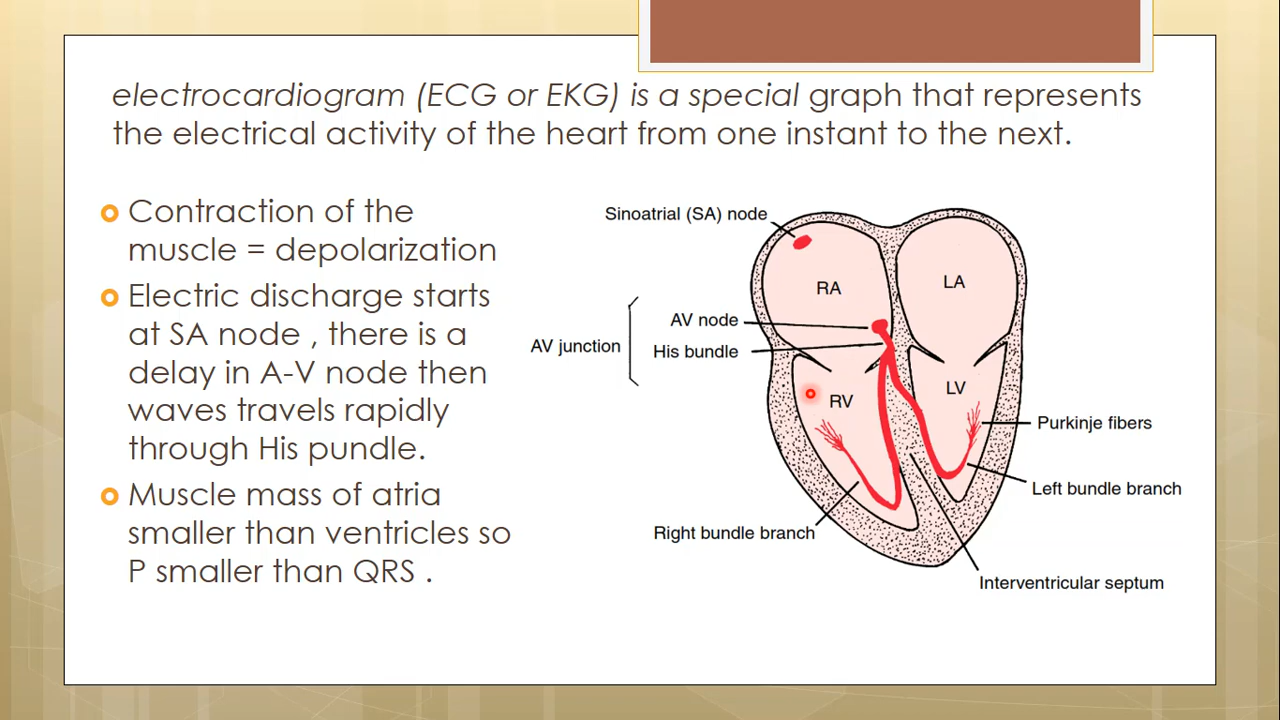 electrocardiogram (ECG or EKG) is a special graph that represents
the electrical activity of the heart from one instant to the next.
Contraction of the
muscle = depolarization
Electric discharge starts
at SA node , there is a
delay in A-V node then
waves travels rapidly
through His pundle.
Muscle mass of atria
smaller than ventricles so
P smaller than QRS .
Sinoatrial (SA) node
RA
LA
AV node
AV junction
His bundle
RV
LV
Purkinje fibers
Left bundle branch
Right bundle branch
Interventricular septum